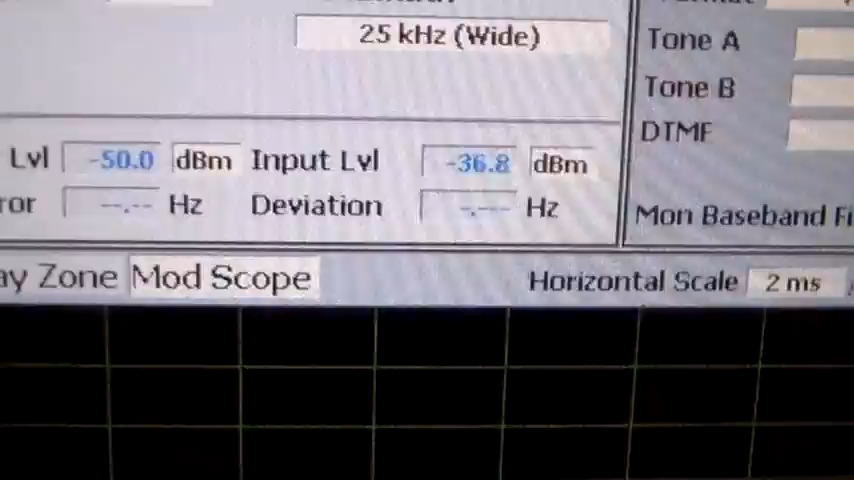 25 kHz (Wide)
Tone A
Tone B
DTMF
Lvl -50.0 dBm Input Lvl -36.8 dBm
ror --.-- Hz Deviation -.--- Hz
Mon Baseband Fi
ay Zone Mod Scope Horizontal Scale 2 ms